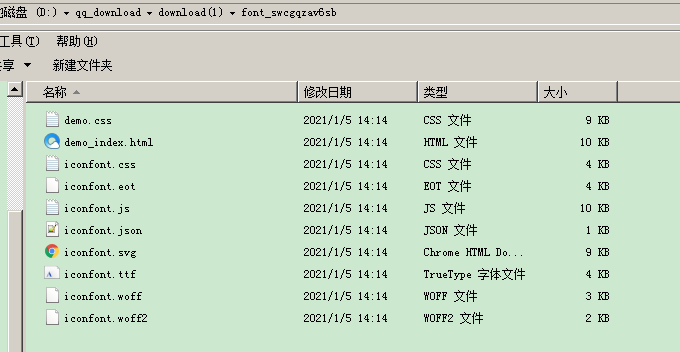 磁盘 (D:) ▾ qq_download ▾ download(1) ▾ font_swcgqzav6sb
工具(T) 帮助(H)
共享 ▾ 新建文件夹
名称 修改日期 类型 大小
demo.css 2021/1/5 14:14 CSS 文件 9 KB
demo_index.html 2021/1/5 14:14 HTML 文件 10 KB
iconfont.css 2021/1/5 14:14 CSS 文件 4 KB
iconfont.eot 2021/1/5 14:14 EOT 文件 4 KB
iconfont.js 2021/1/5 14:14 JS 文件 10 KB
iconfont.json 2021/1/5 14:14 JSON 文件 1 KB
iconfont.svg 2021/1/5 14:14 Chrome HTML Do... 9 KB
iconfont.ttf 2021/1/5 14:14 TrueType 字体文件 4 KB
iconfont.woff 2021/1/5 14:14 WOFF 文件 3 KB
iconfont.woff2 2021/1/5 14:14 WOFF2 文件 2 KB